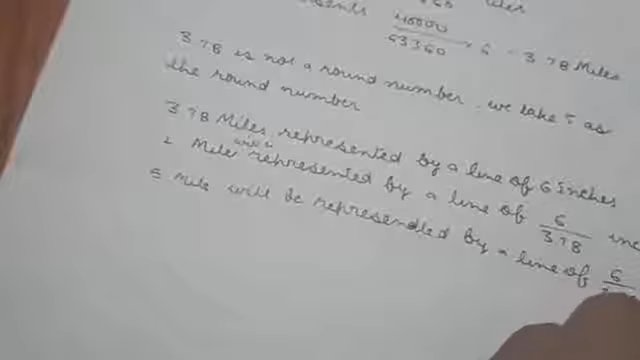 miles
40000/63360 × 6 = 3.78 Miles
3.78 is not a round number. we take 5 as
the round number
3.78 Miles represented by a line of 6 inches
1 Mile will be represented by a line of 6/3.78
5 mile will be represented by a line of 6